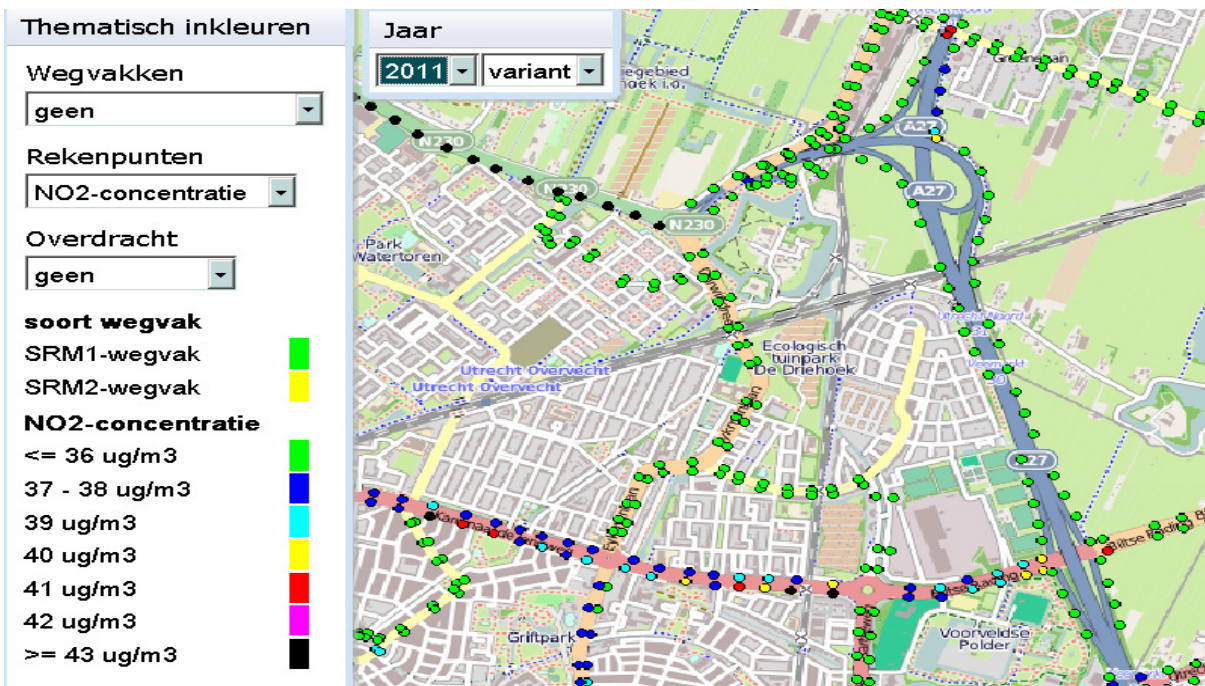 Thematisch inkleuren
Wegvakken
geen
Rekenpunten
NO2-concentratie
Overdracht
geen
soort wegvak
SRM1-wegvak
SRM2-wegvak
NO2-concentratie
<= 36 ug/m3
37 - 38 ug/m3
39 ug/m3
40 ug/m3
41 ug/m3
42 ug/m3
>= 43 ug/m3
Jaar
2011 variant
A27
N230
N230
A27
N230
Park
Watertoren
Utrecht Noord
Ecologisch
tuinpark
De Driehoek
Utrecht Overvecht
Utrecht Overvecht
Griftpark
Voorveldse
Polder